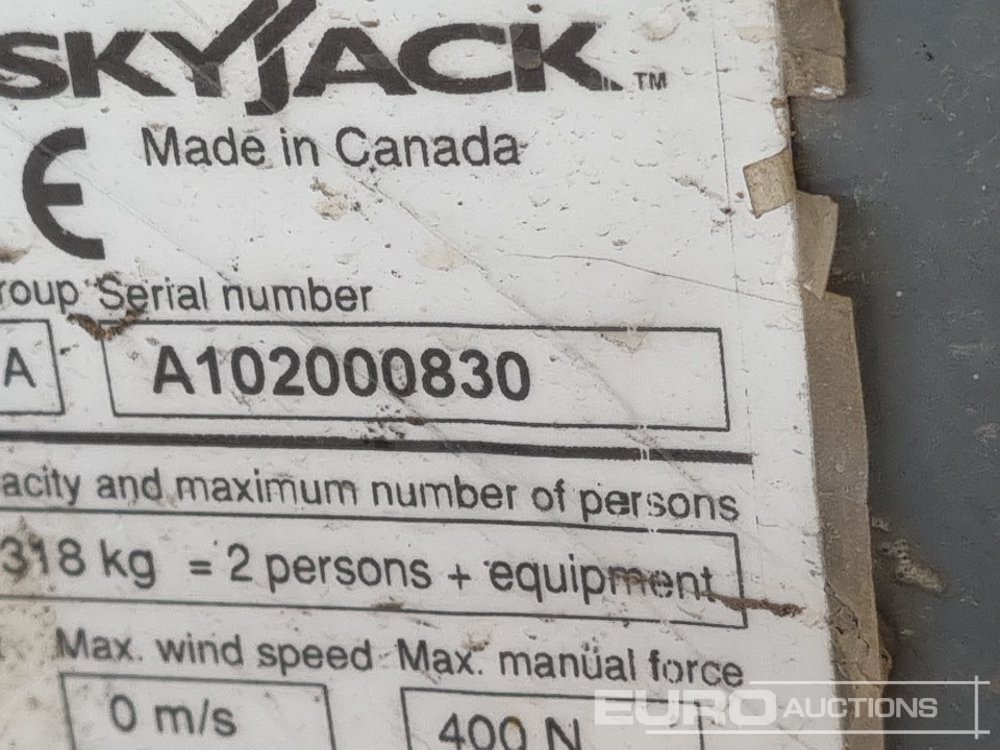 SKYJACK™
CE
Made in Canada
roup Serial number
A A102000830
acity and maximum number of persons
318 kg = 2 persons + equipment
Max. wind speed Max. manual force
0 m/s 400 N
EURO AUCTIONS